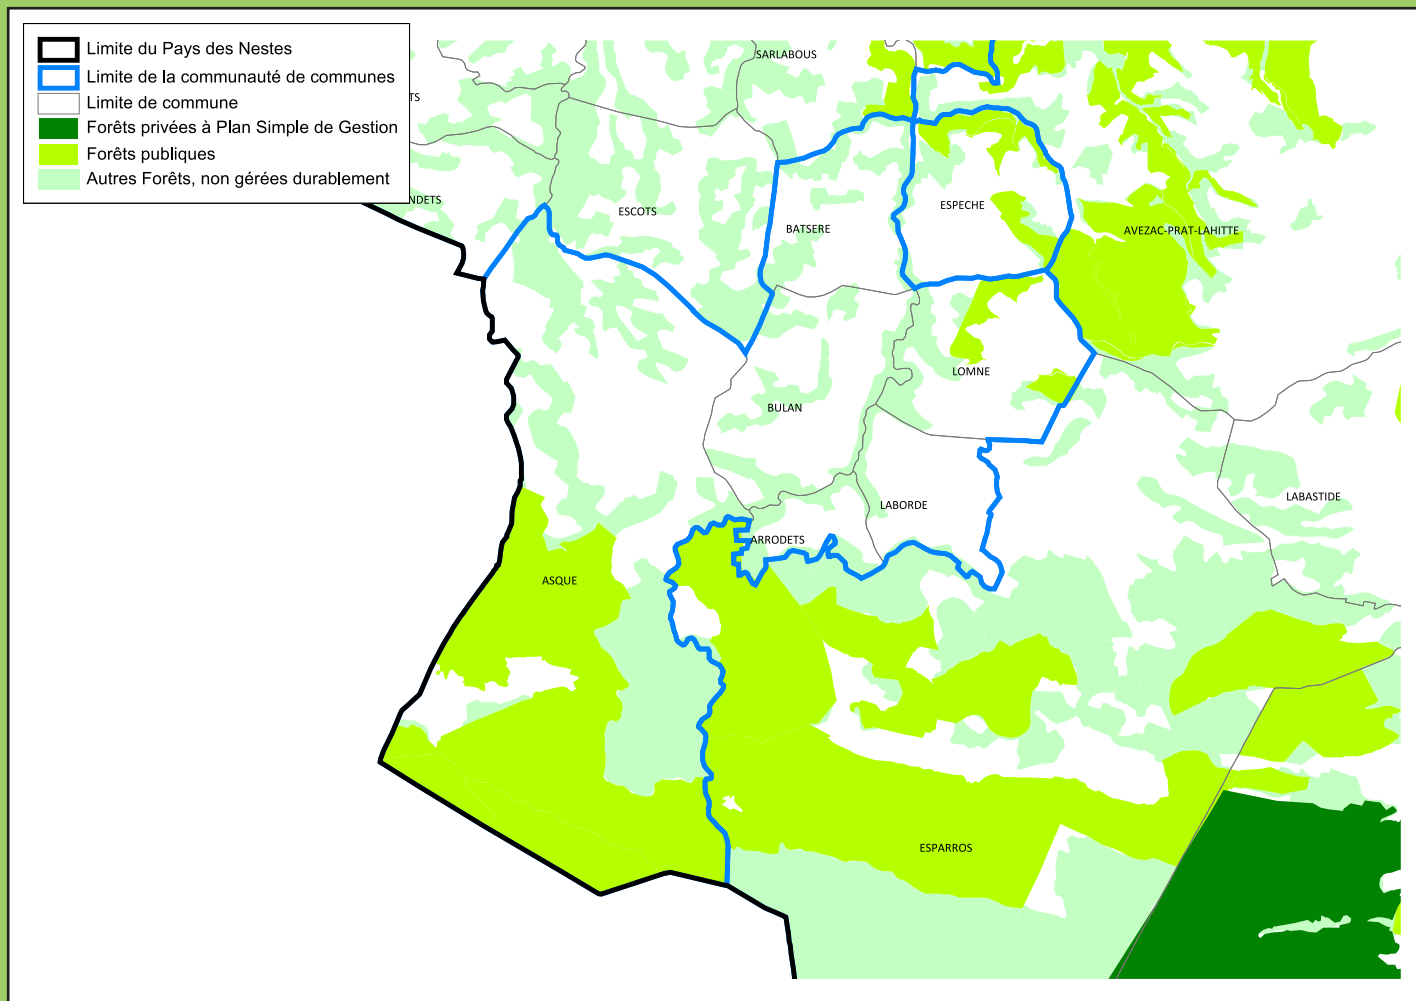 Limite du Pays des Nestes
Limite de la communauté de communes
Limite de commune
Forêts privées à Plan Simple de Gestion
Forêts publiques
Autres Forêts, non gérées durablement
SARLABOUS
TS
NDETS
ESCOTS
BATSERE
ESPECHE
AVEZAC-PRAT-LAHITTE
LOMNE
BULAN
LABASTIDE
LABORDE
ARRODETS
ASQUE
ESPARROS